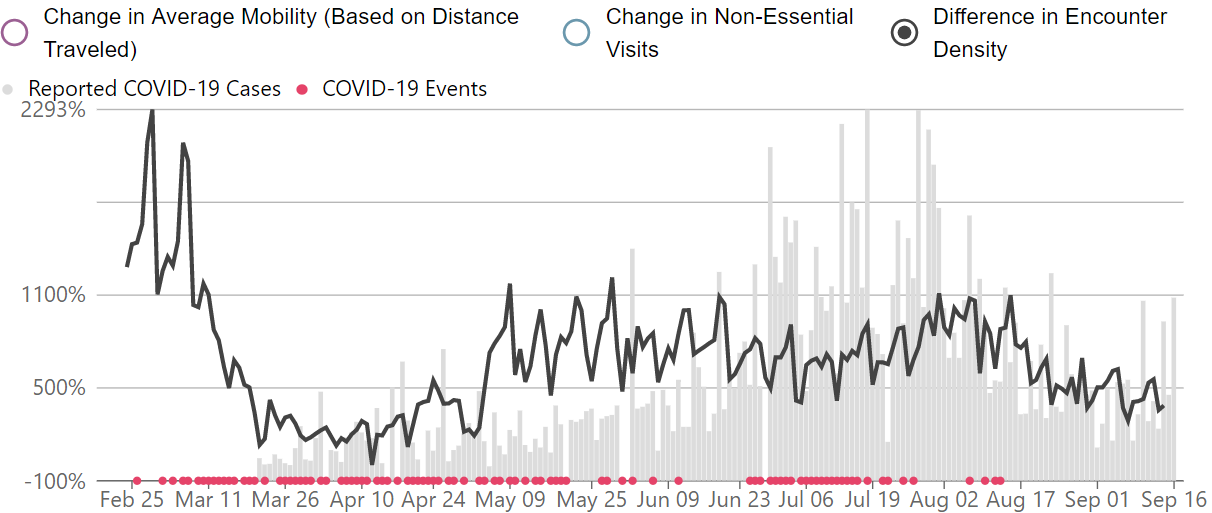 Change in Average Mobility (Based on Distance Traveled)
Change in Non-Essential Visits
Difference in Encounter Density
Reported COVID-19 Cases
COVID-19 Events
2293%
1100%
500%
-100%
Feb 25
Mar 11
Mar 26
Apr 10
Apr 24
May 09
May 25
Jun 09
Jun 23
Jul 06
Jul 19
Aug 02
Aug 17
Sep 01
Sep 16